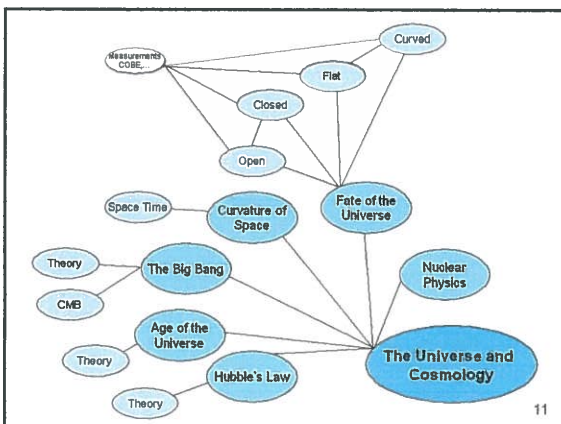 Curved
Measurements
COBE,...
Flat
Closed
Open
Space Time
Curvature of
Space
Fate of the
Universe
Theory
The Big Bang
Nuclear
Physics
CMB
Age of the
Universe
Theory
The Universe and
Cosmology
Hubble's Law
Theory
11